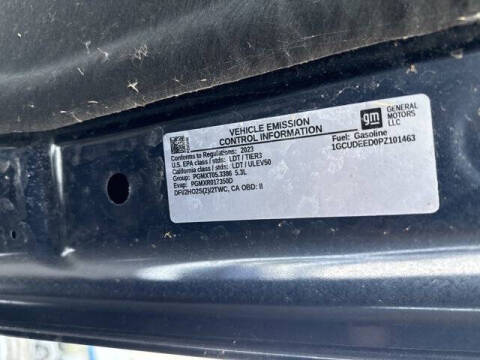 VEHICLE EMISSION
CONTROL INFORMATION
gm
GENERAL
MOTORS
LLC
Conforms to Regulations: 2023
Fuel: Gasoline
U.S. EPA class / stds: LDT / TIER3
1GCUDEED0PZ101463
California class / stds: LDT / ULEV50
Group: PGMXT05.3386 5.3L
Evap: PGMXR0173500
DFI/2HO2S(2)/2TWC, CA OBD: II